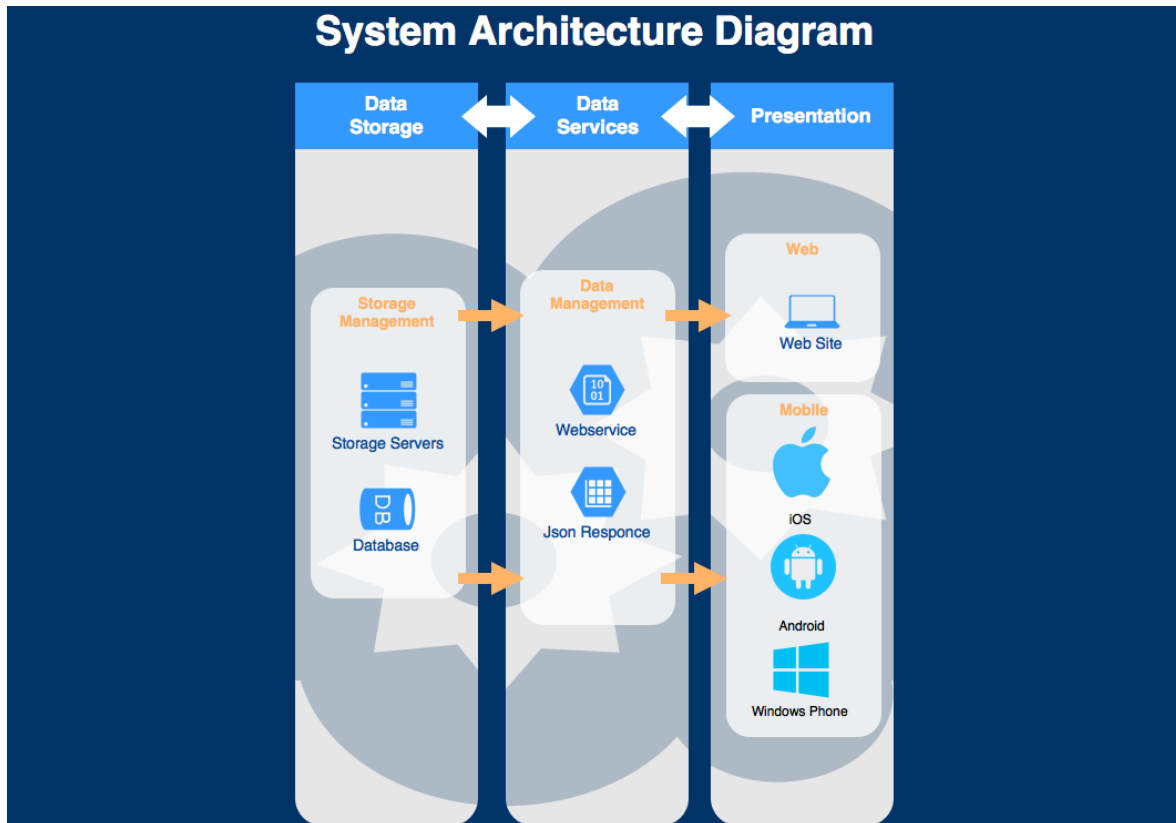 System Architecture Diagram
Data
Storage
Data
Services
Presentation
Storage
Management
Storage Servers
DB
Database
Data
Management
10
01
Webservice
Json Responce
Web
Web Site
Mobile
iOS
Android
Windows Phone